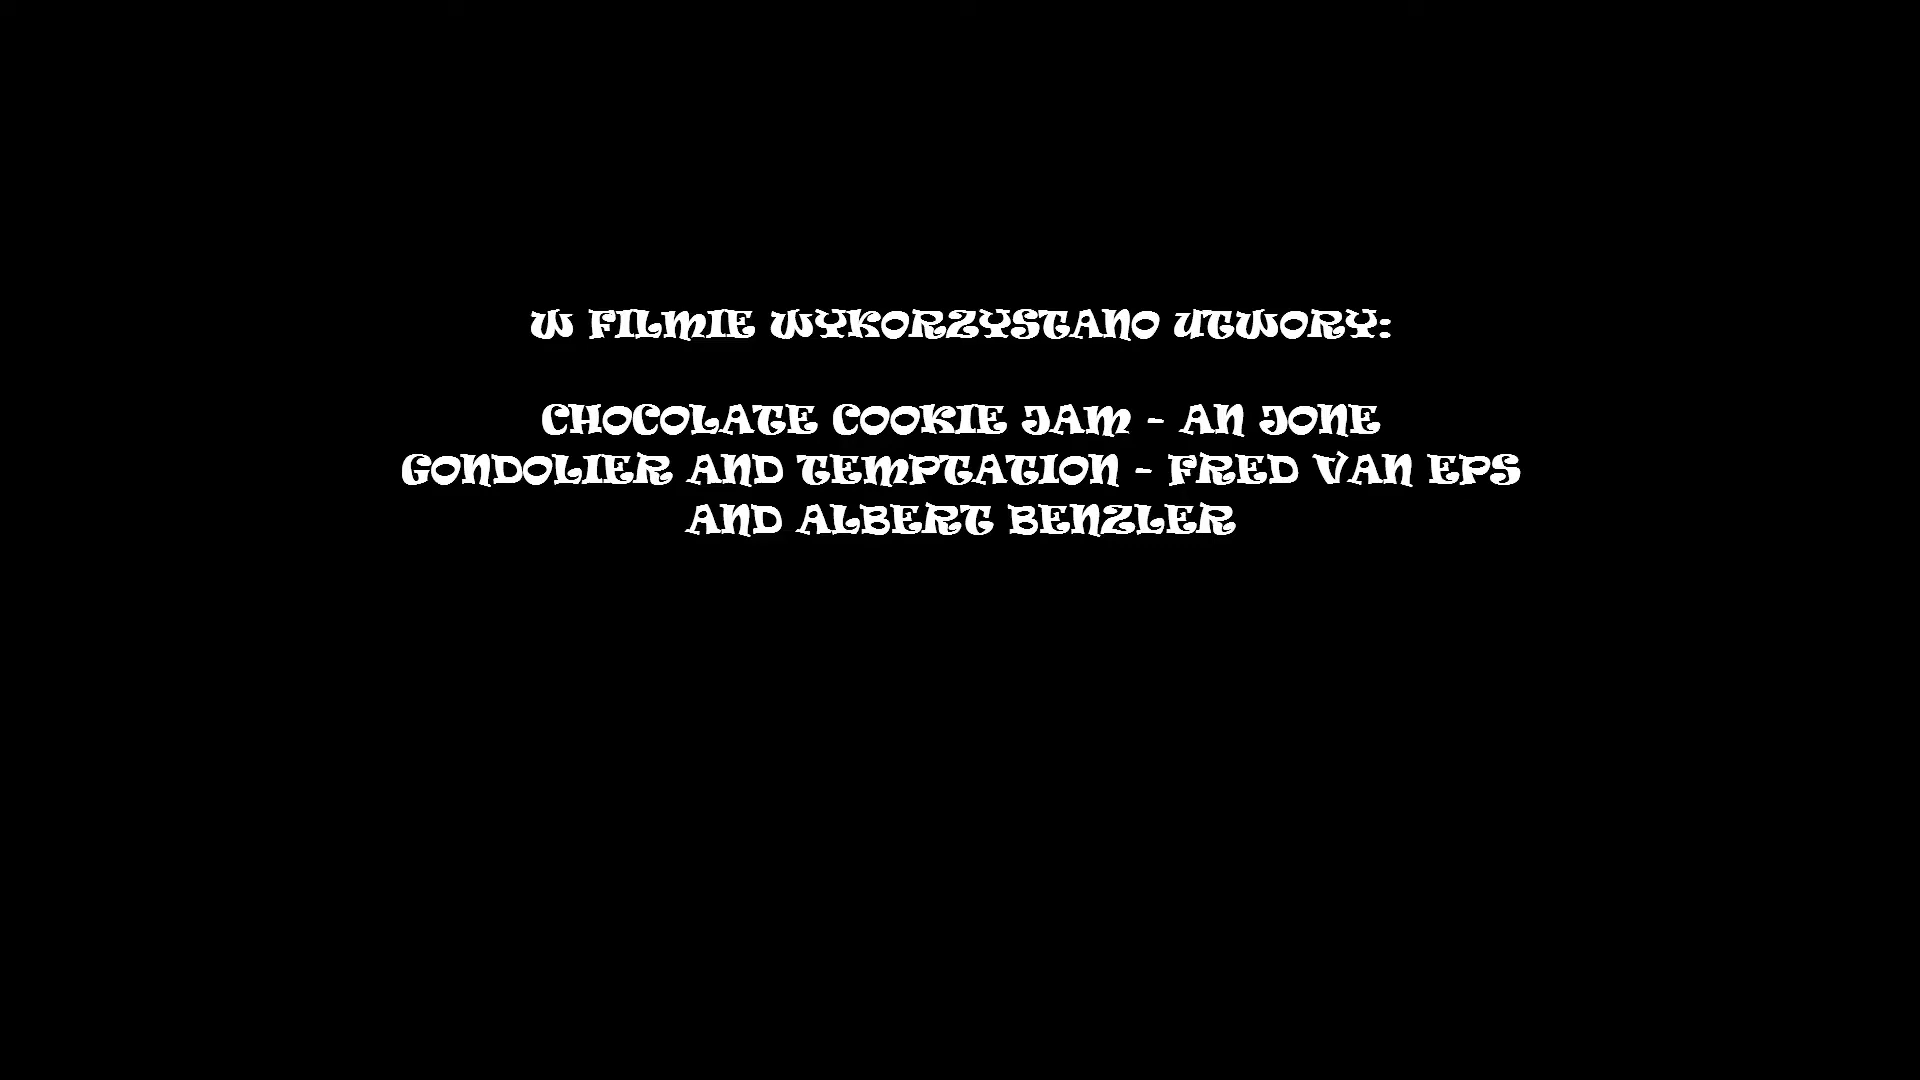 W FILMIE WYKORZYSTANO UTWORY:
CHOCOLATE COOKIE JAM - AN JONE
GONDOLIER AND TEMPTATION - FRED VAN EPS
AND ALBERT BENZLER